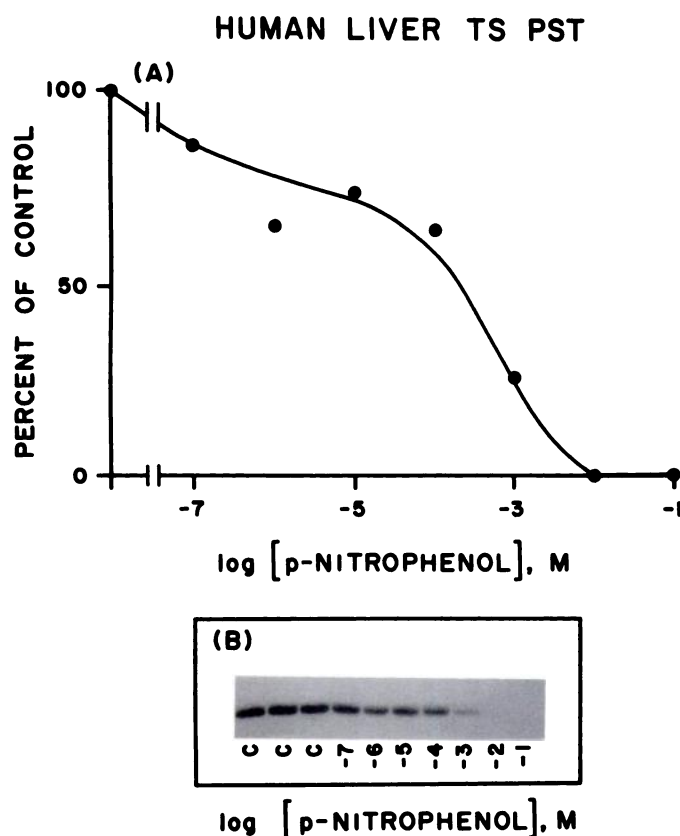 HUMAN LIVER TS PST
(A)
100
50
0
PERCENT OF CONTROL
-7
-5
-3
log [p-NITROPHENOL], M
(B)
C C C -7 -6 -5 -4 -3 -2 -1
log [p-NITROPHENOL], M